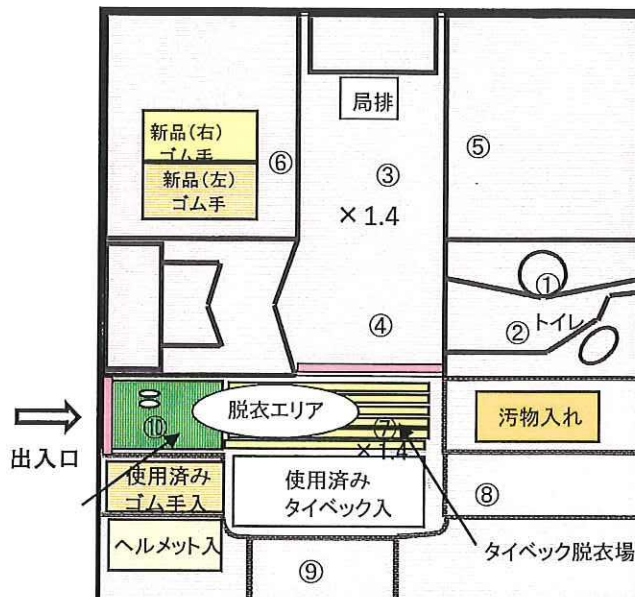 局排
新品(右)
ゴム手
新品(左)
ゴム手
⑥
③
⑤
×1.4
①
④
②
トイレ
出入口
⑩
脱衣エリア
⑦
×1.4
汚物入れ
使用済み
ゴム手入
使用済み
タイベック入
⑧
ヘルメット入
⑨
タイベック脱衣場